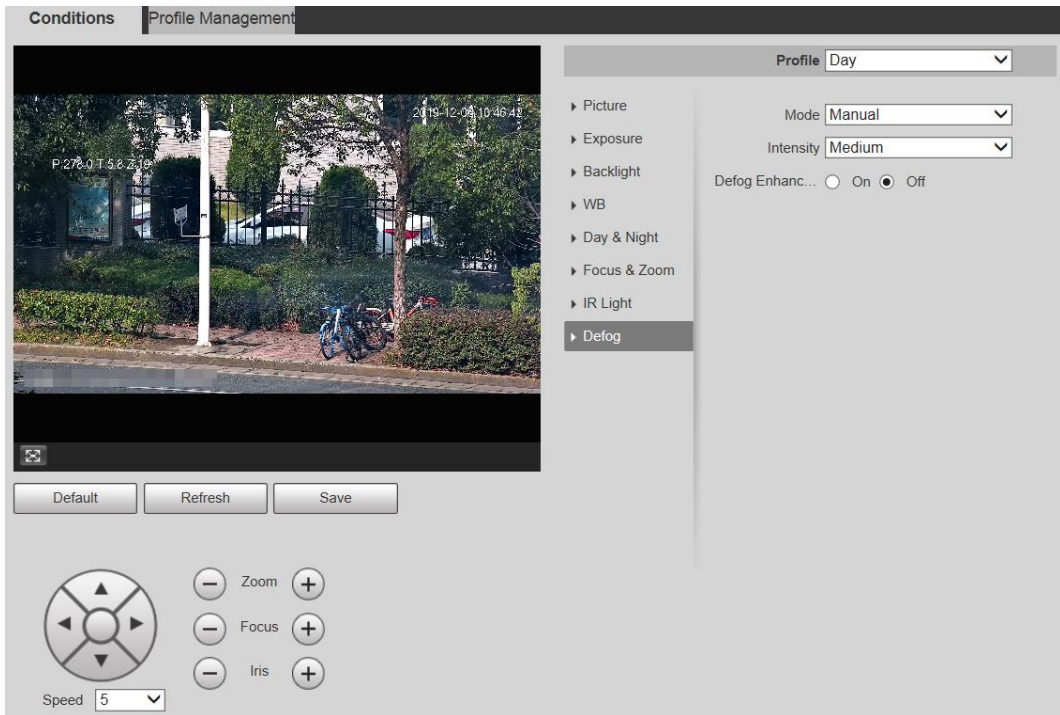 Conditions
Profile Management
Profile Day
2019-12-09 10:46:42
P:278.0 T:5.8 Z:19
Picture
Exposure
Backlight
WB
Day & Night
Focus & Zoom
IR Light
Defog
Mode Manual
Intensity Medium
Defog Enhanc... On Off
Default
Refresh
Save
Zoom
Focus
Iris
Speed 5